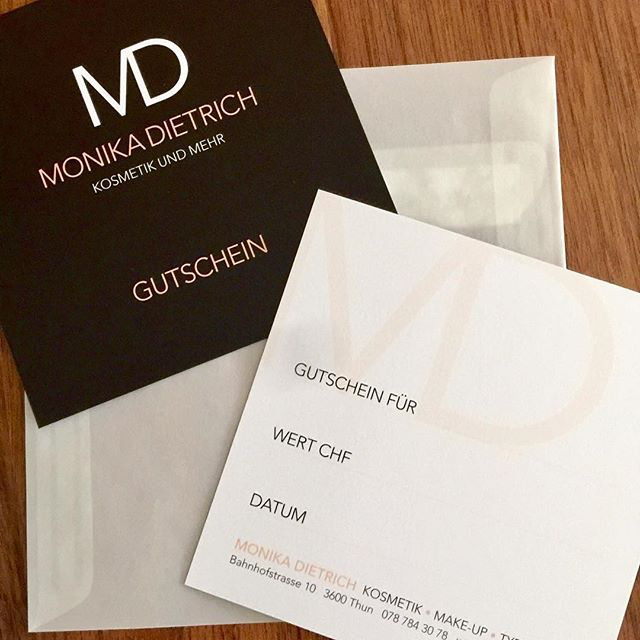 MD
MONIKA DIETRICH
KOSMETIK UND MEHR
GUTSCHEIN
MD
GUTSCHEIN FÜR
WERT CHF
DATUM
MONIKA DIETRICH KOSMETIK • MAKE-UP •
Bahnhofstrasse 10 3600 Thun 078 784 30 78